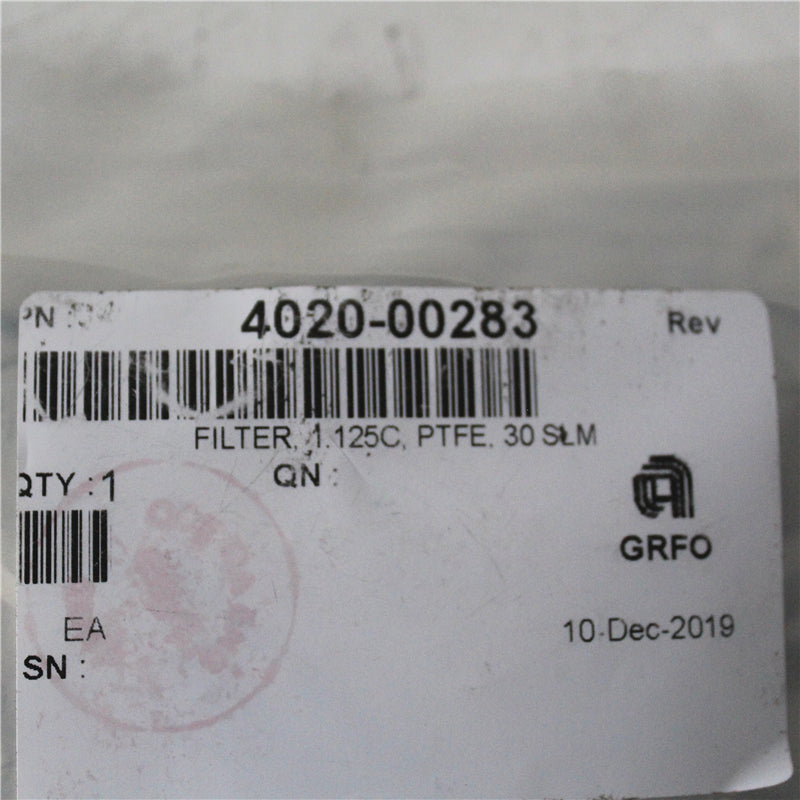 PN : 4020-00283 Rev
FILTER, 1.125C, PTFE, 30 SLM
QTY : 1
QN :
GRFO
EA
10-Dec-2019
SN :